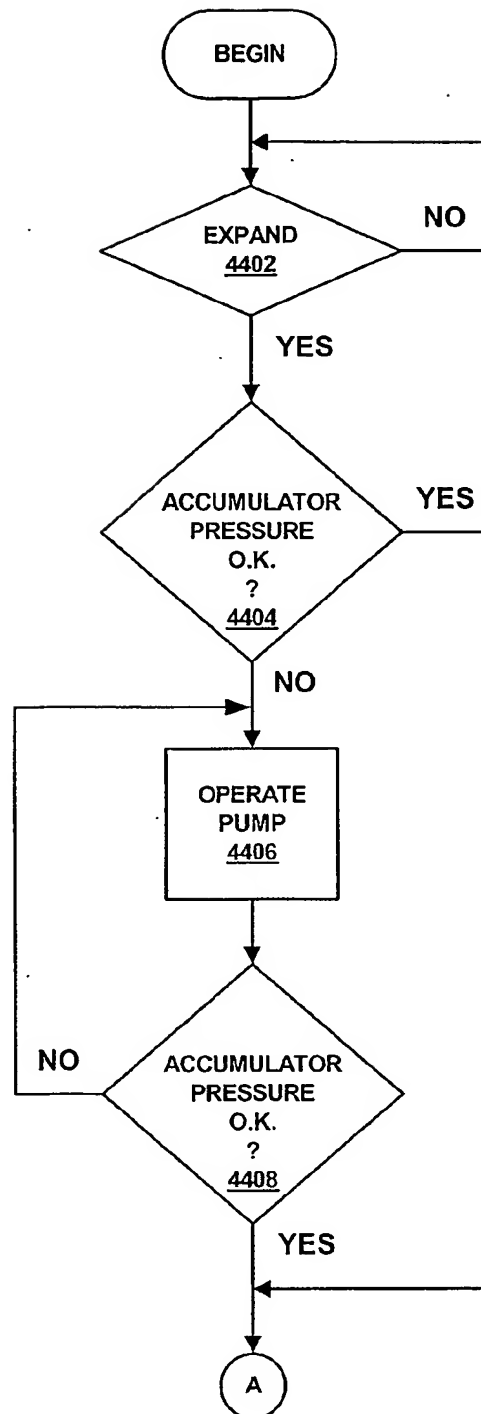 BEGIN
EXPAND
4402
NO
YES
ACCUMULATOR
PRESSURE
O.K.
?
4404
YES
NO
OPERATE
PUMP
4406
NO
ACCUMULATOR
PRESSURE
O.K.
?
4408
YES
A